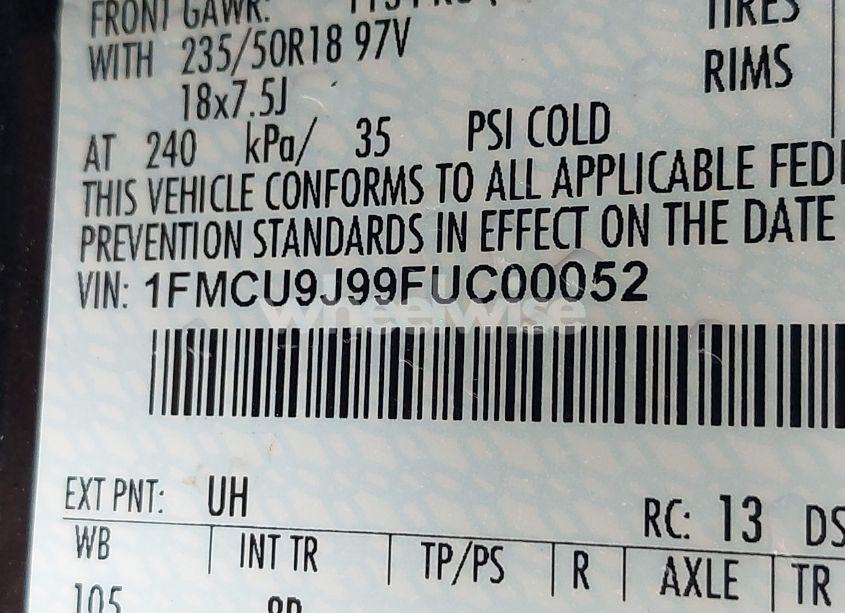 FRONT GAWR:
TIRES
WITH 235/50R18 97V
RIMS
18x7.5J
AT 240 kPa/ 35 PSI COLD
THIS VEHICLE CONFORMS TO ALL APPLICABLE FED
PREVENTION STANDARDS IN EFFECT ON THE DATE
VIN: 1FMCU9J99FUC00052
wheelwise
EXT PNT: UH RC: 13 DS
WB INT TR TP/PS R AXLE TR
105